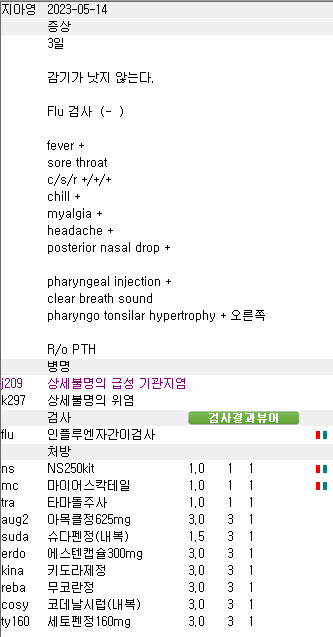 지아영 2023-05-14
증상
3일
감기가 낫지 않는다.
Flu 검사 (- )
fever +
sore throat
c/s/r +/+/+
chill +
myalgia +
headache +
posterior nasal drop +
pharyngeal injection +
clear breath sound
pharyngo tonsilar hypertrophy + 오른쪽
R/o PTH
병명
j209 상세불명의 급성 기관지염
k297 상세불명의 위염
검사 검사결과뷰어
flu 인플루엔자간이검사
처방
ns NS250kit 1.0 1 1
mc 마이어스칵테일 1.0 1 1
tra 타마돌주사 1.0 1 1
aug2 아목클정625mg 3.0 3 1
suda 슈다펜정(내복) 1.5 3 1
erdo 에스텐캡슐300mg 3.0 3 1
kina 키도라제정 3.0 3 1
reba 무코란정 3.0 3 1
cosy 코데날시럽(내복) 3.0 3 1
ty160 세토펜정160mg 3.0 3 1